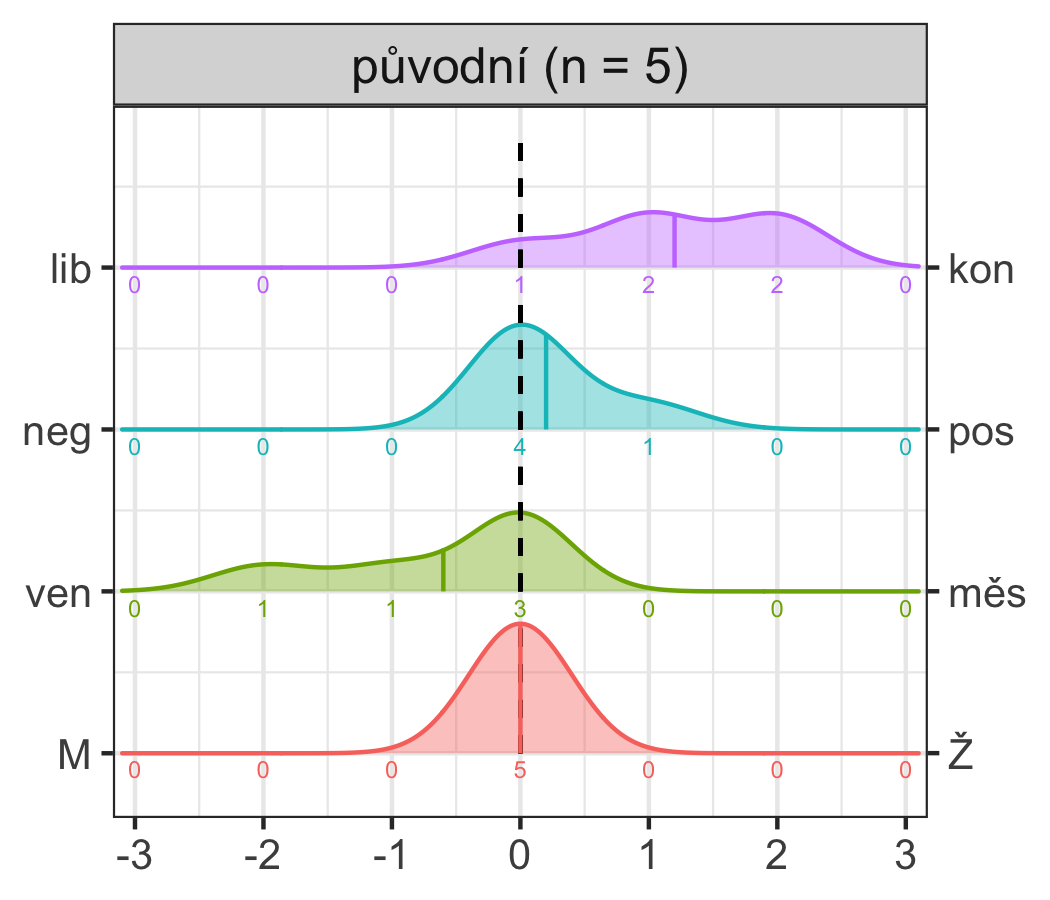 původní (n = 5)
lib kon
0 0 0 1 2 2 0
neg pos
0 0 0 4 1 0 0
ven měs
0 1 1 3 0 0 0
M Ž
0 0 0 5 0 0 0
-3 -2 -1 0 1 2 3